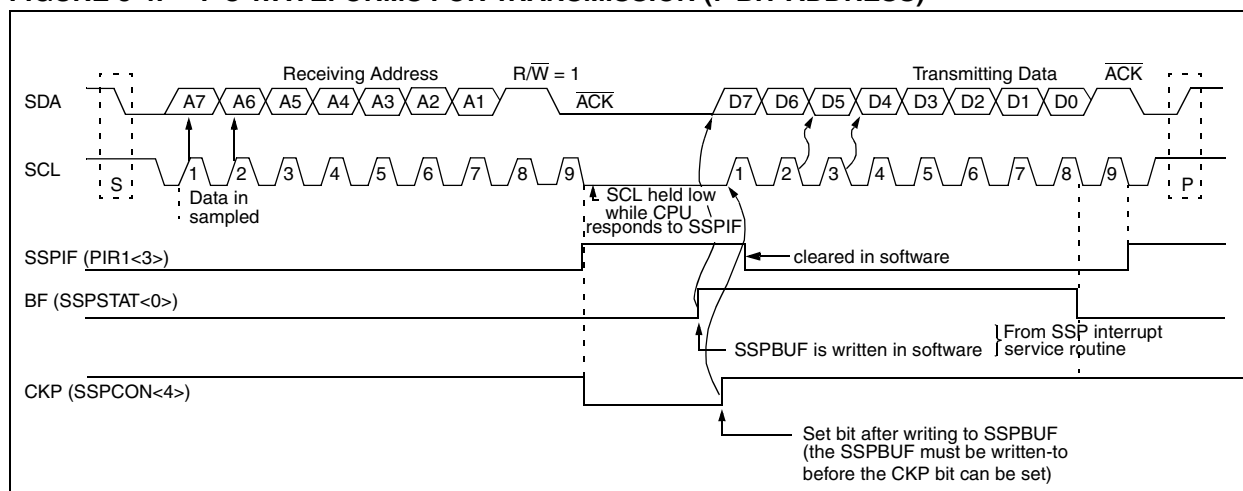 Receiving Address R/W̅ = 1 Transmitting Data A̅C̅K̅
SDA A7 A6 A5 A4 A3 A2 A1 A̅C̅K̅ D7 D6 D5 D4 D3 D2 D1 D0
SCL 1 2 3 4 5 6 7 8 9 1 2 3 4 5 6 7 8 9
S P
Data in
sampled
SCL held low
while CPU
responds to SSPIF
SSPIF (PIR1<3>)
cleared in software
BF (SSPSTAT<0>)
SSPBUF is written in software
From SSP interrupt
service routine
CKP (SSPCON<4>)
Set bit after writing to SSPBUF
(the SSPBUF must be written-to
before the CKP bit can be set)